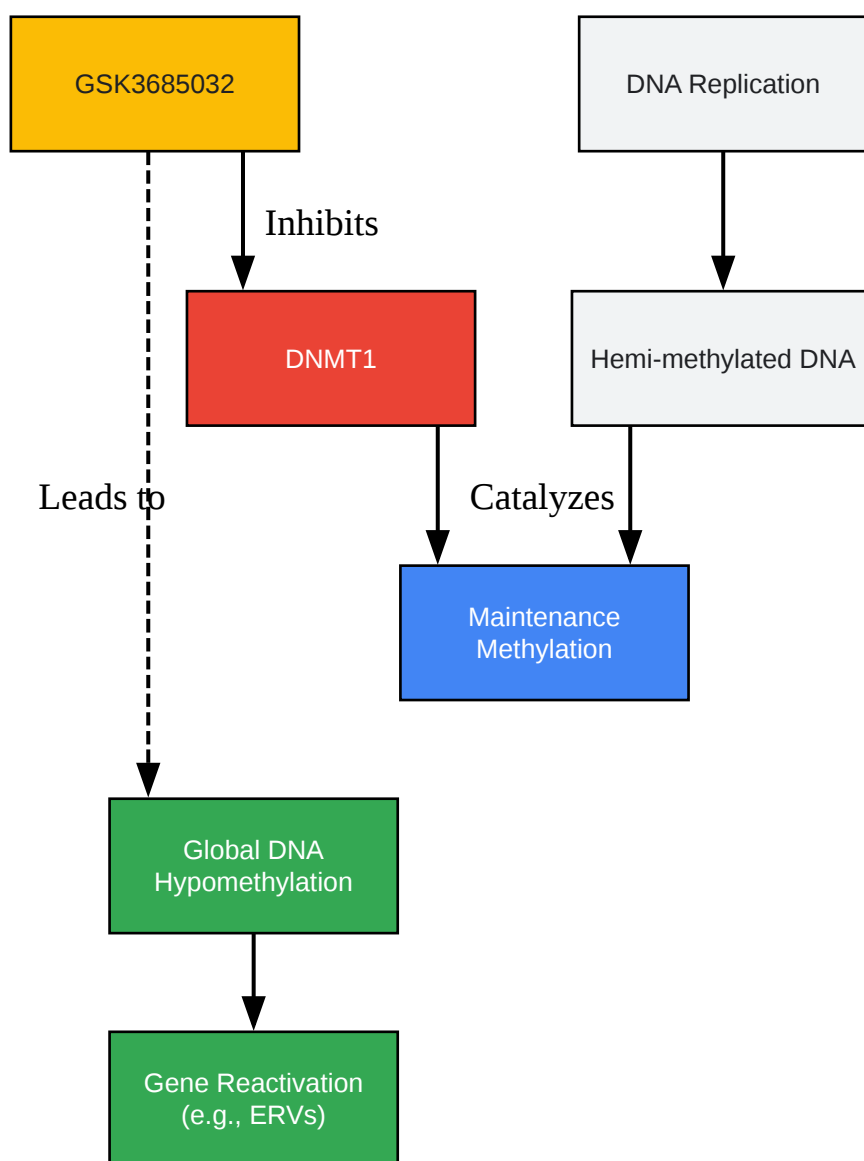 GSK3685032
DNA Replication
Inhibits
DNMT1
Hemi-methylated DNA
Leads to
Catalyzes
Maintenance
Methylation
Global DNA
Hypomethylation
Gene Reactivation
(e.g., ERVs)